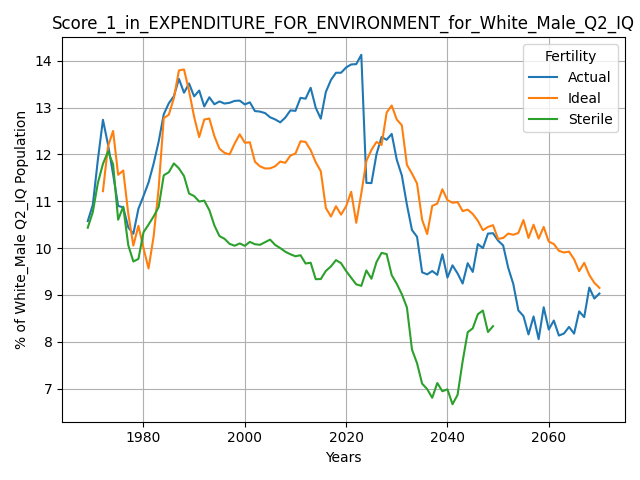 Score_1_in_EXPENDITURE_FOR_ENVIRONMENT_for_White_Male_Q2_IQ
% of White_Male Q2_IQ Population
14
13
12
11
10
9
8
7
Fertility
Actual
Ideal
Sterile
1980 2000 2020 2040 2060
Years